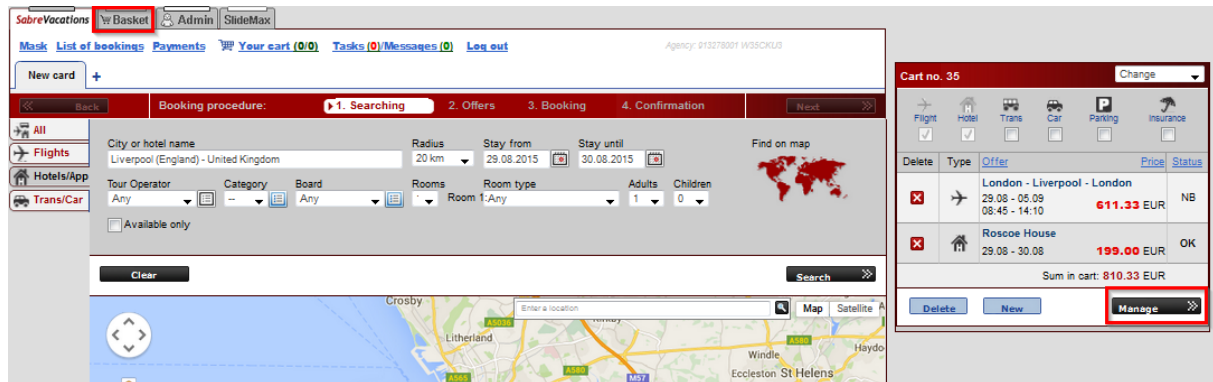 SabreVacations Basket Admin SlideMax
Mask List of bookings Payments Your cart (0/0) Tasks (0)/Messages (0) Log out Agency: 013278001 W35CKU3
New card +
Back Booking procedure: 1. Searching 2. Offers 3. Booking 4. Confirmation Next
All
Flights
Hotels/App
Trans/Car
City or hotel name Radius Stay from Stay until Find on map
Liverpool (England) - United Kingdom 20 km 29.08.2015 30.08.2015
Tour Operator Category Board Rooms Room type Adults Children
Any -- Any Room 1:Any 1 0
Available only
Clear Search
Crosby Enter a location Map Satellite
A5036
Litherland A580 Haydo
Windle
A565 A580 M57 Eccleston St Helens
Cart no. 35 Change
Flight Hotel Trans Car Parking Insurance
Delete Type Offer Price Status
London - Liverpool - London
29.08 - 05.09 611.33 EUR NB
08:45 - 14:10
Roscoe House
29.08 - 30.08 199.00 EUR OK
Sum in cart: 810.33 EUR
Delete New Manage